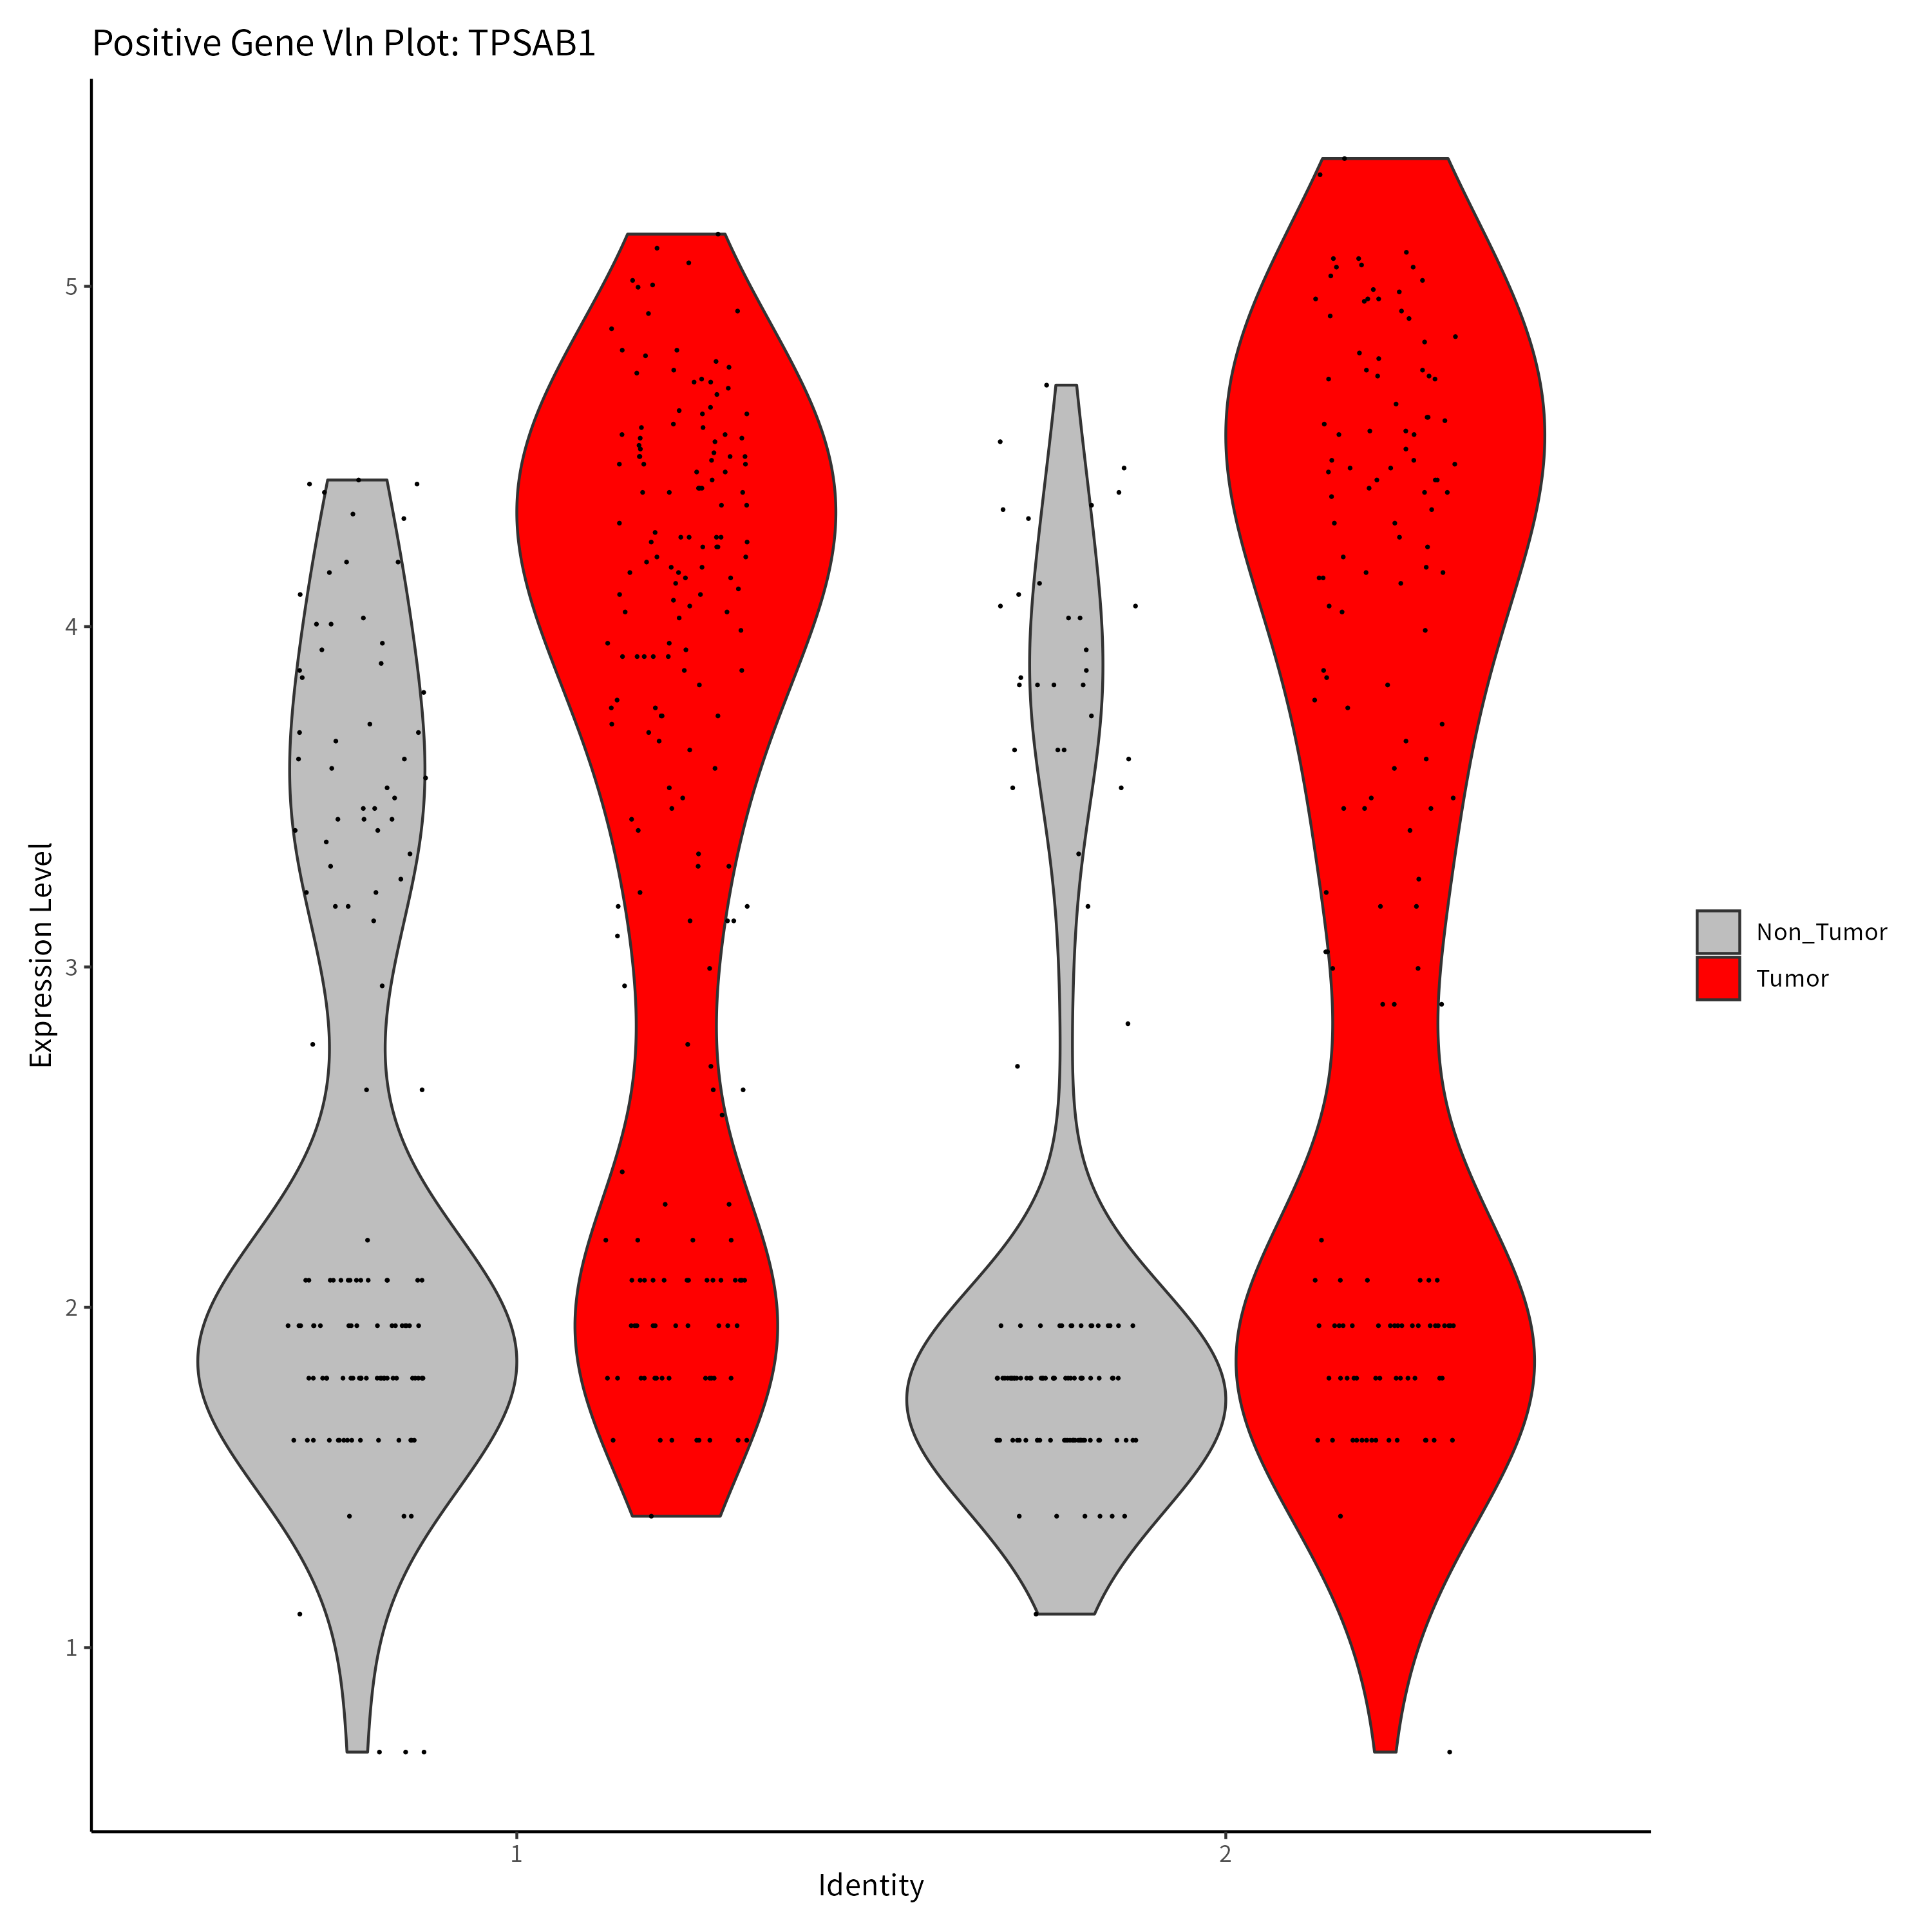 Positive Gene Vln Plot: TPSAB1
Expression Level
5
4
3
2
1
1
2
Identity
Non_Tumor
Tumor